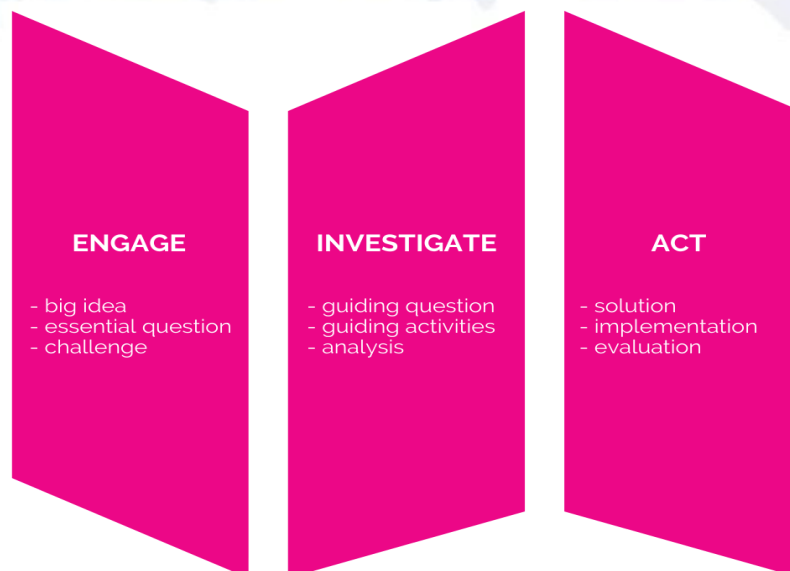 ENGAGE
- big idea
- essential question
- challenge
INVESTIGATE
- guiding question
- guiding activities
- analysis
ACT
- solution
- implementation
- evaluation